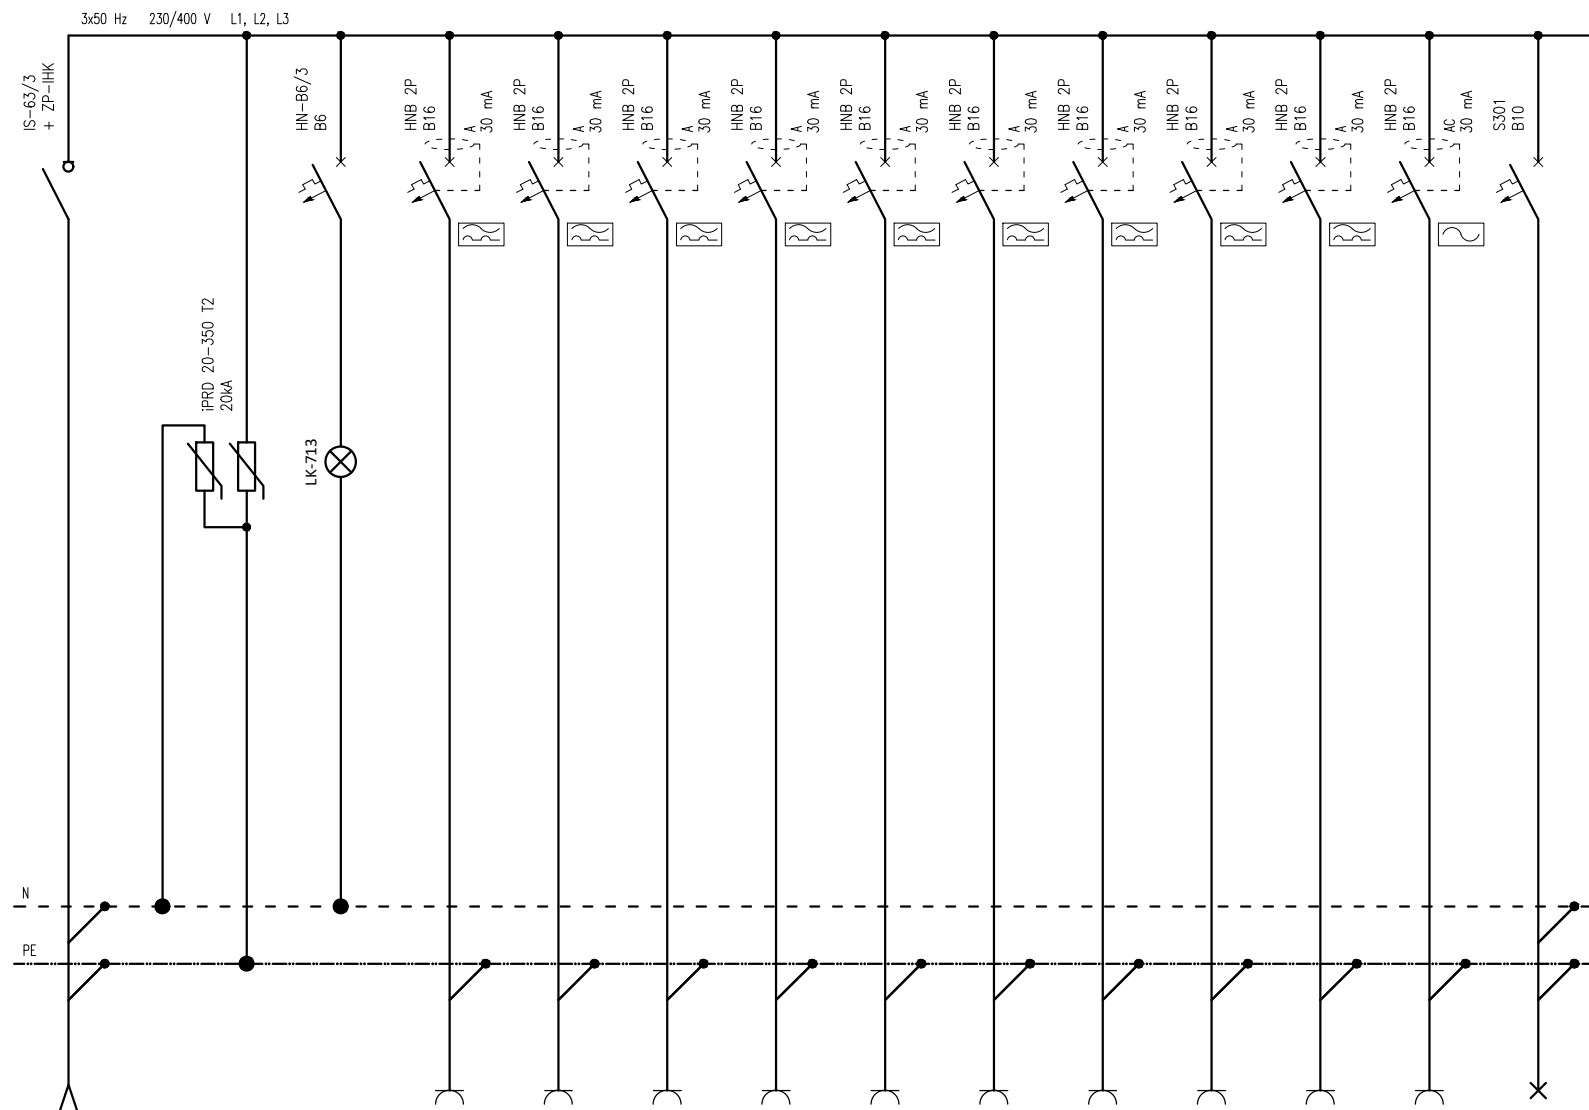 3x50 Hz 230/400 V L1, L2, L3
IS-63/3
+ ZP-IHK
HN-B6/3
B6
HNB 2P
B16
A
30 mA
HNB 2P
B16
A
30 mA
HNB 2P
B16
A
30 mA
HNB 2P
B16
A
30 mA
HNB 2P
B16
A
30 mA
HNB 2P
B16
A
30 mA
HNB 2P
B16
A
30 mA
HNB 2P
B16
A
30 mA
HNB 2P
B16
A
30 mA
HNB 2P
B16
AC
30 mA
S301
B10
iPRD 20-350 T2
20kA
LK-713
N
PE